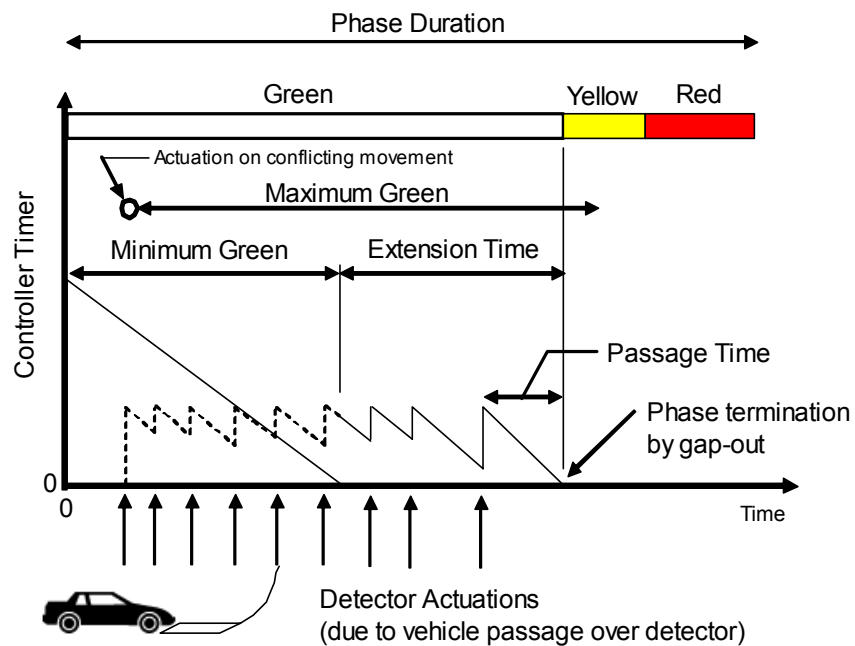 Phase Duration
Green
Yellow
Red
Actuation on conflicting movement
Maximum Green
Minimum Green
Extension Time
Controller Timer
Passage Time
Phase termination
by gap-out
0
0
Time
Detector Actuations
(due to vehicle passage over detector)